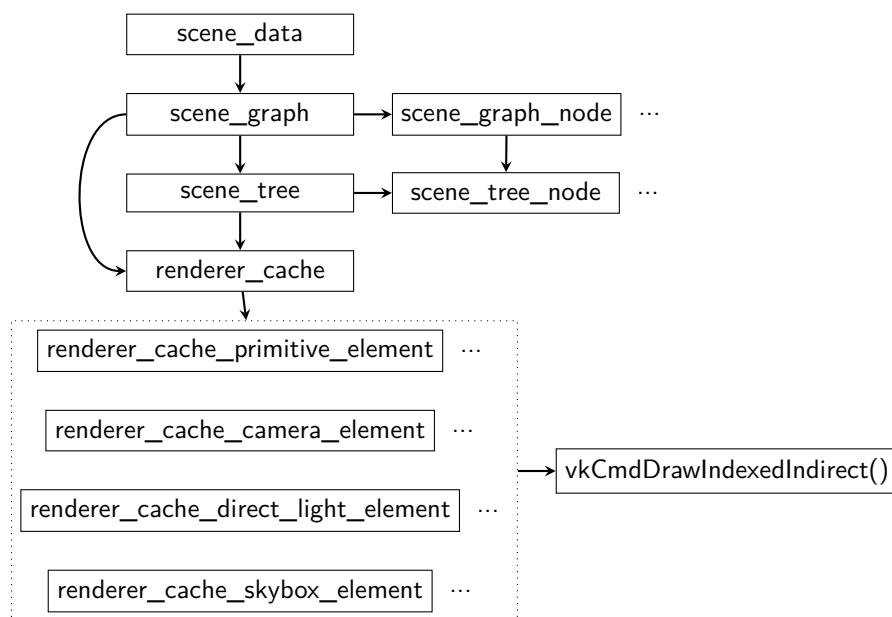 scene_data
scene_graph
scene_graph_node ...
scene_tree
scene_tree_node ...
renderer_cache
renderer_cache_primitive_element ...
renderer_cache_camera_element ...
vkCmdDrawIndexedIndirect()
renderer_cache_direct_light_element ...
renderer_cache_skybox_element ...